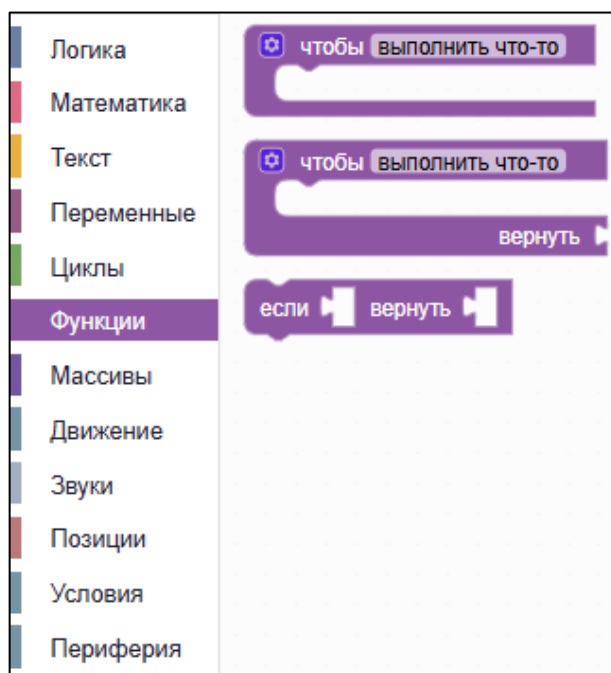 Логика
Математика
Текст
Переменные
Циклы
Функции
Массивы
Движение
Звуки
Позиции
Условия
Периферия
чтобы выполнить что-то
чтобы выполнить что-то
вернуть
если вернуть